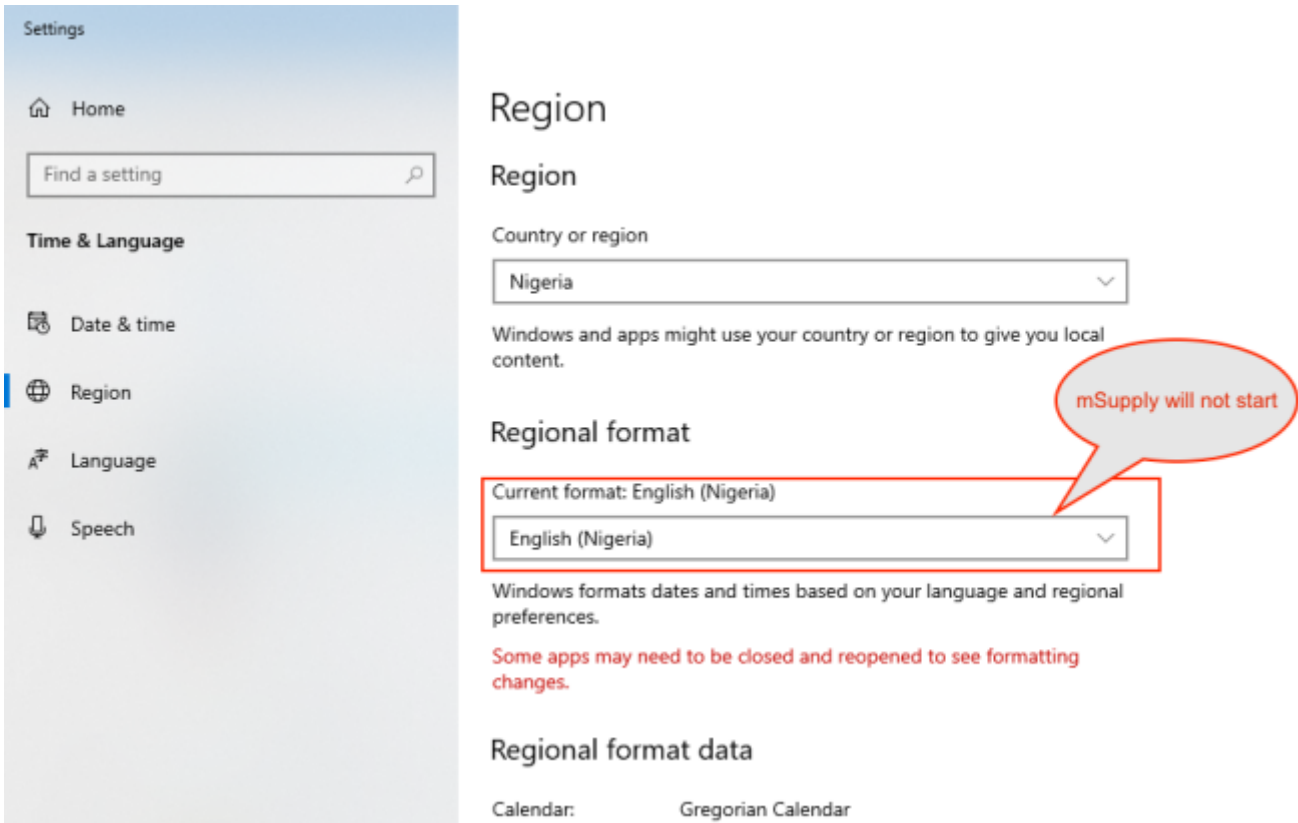 Settings
Home
Find a setting
Time & Language
Date & time
Region
Language
Speech
Region
Region
Country or region
Nigeria
Windows and apps might use your country or region to give you local
content.
mSupply will not start
Regional format
Current format: English (Nigeria)
English (Nigeria)
Windows formats dates and times based on your language and regional
preferences.
Some apps may need to be closed and reopened to see formatting
changes.
Regional format data
Calendar: Gregorian Calendar